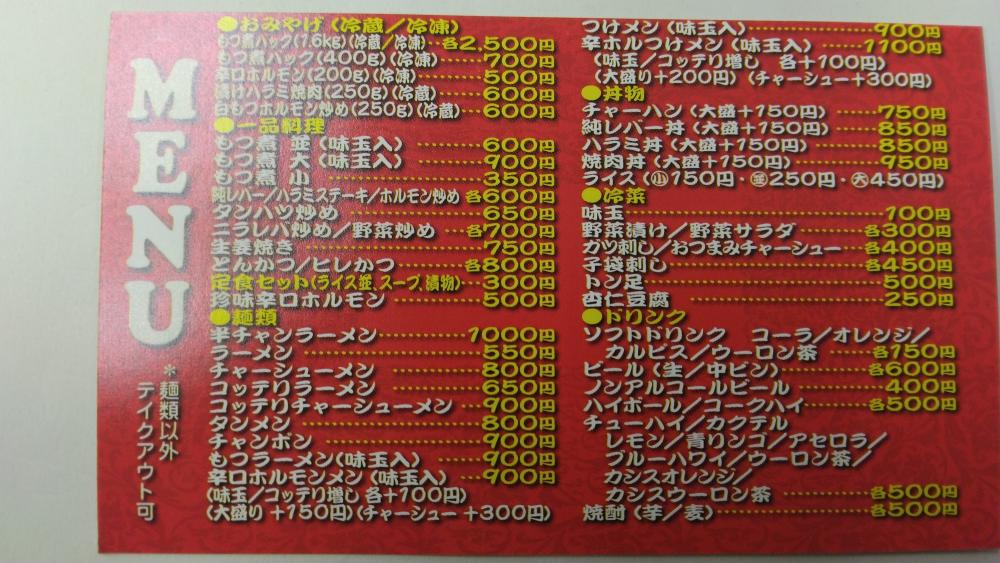 MENU
*麺類以外
テイクアウト可
●おみやげ(冷蔵/冷凍)
もつ煮パック(1.6kg)(冷蔵/冷凍)…各2,500円
もつ煮パック(400g)(冷凍)…………700円
辛口ホルモン(200g)(冷凍)…………500円
漬けハラミ焼肉(250g)(冷蔵)………600円
白もつホルモン炒め(250g)(冷蔵)…600円
●一品料理
もつ煮 並(味玉入)…………600円
もつ煮 大(味玉入)…………900円
もつ煮 小…………350円
純レバー/ハラミステーキ/ホルモン炒め 各600円
タンハツ炒め…………650円
ニラレバ炒め/野菜炒め…各700円
生姜焼き…………750円
とんかつ/ヒレかつ………各800円
定食セット(ライス並、スープ、漬物)…300円
珍味辛口ホルモン…………500円
●麺類
半チャンラーメン…………1000円
ラーメン…………550円
チャーシューメン…………800円
コッテリラーメン…………650円
コッテリチャーシューメン…900円
タンメン…………800円
チャンポン…………900円
もつラーメン(味玉入)………900円
辛口ホルモンメン(味玉入)…900円
(味玉/コッテリ増し 各+100円)
(大盛り+150円)(チャーシュー+300円)
つけメン(味玉入)…………900円
辛ホルつけメン(味玉入)………1100円
(味玉/コッテリ増し 各+100円)
(大盛り+200円)(チャーシュー+300円)
●丼物
チャーハン(大盛+150円)………750円
純レバー丼(大盛+150円)………850円
ハラミ丼(大盛+150円)…………850円
焼肉丼(大盛+150円)…………950円
ライス(㊙小150円・並250円・大450円)
●冷菜
味玉…………100円
野菜漬け/野菜サラダ………各300円
ガツ刺し/おつまみチャーシュー…各400円
子袋刺し…………各450円
トン足…………500円
杏仁豆腐…………250円
●ドリンク
ソフトドリンク コーラ/オレンジ/
カルピス/ウーロン茶………各150円
ビール(生/中ビン)…………各600円
ノンアルコールビール…………400円
ハイボール/コークハイ………各500円
チューハイ/カクテル
レモン/青リンゴ/アセロラ/
ブルーハワイ/ウーロン茶/
カシスオレンジ/
カシスウーロン茶…………各500円
焼酎(芋/麦)…………各500円